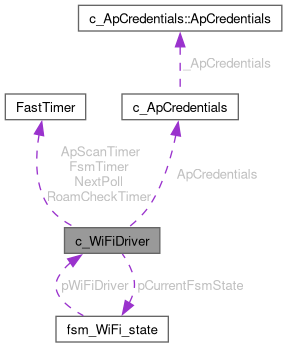 c_ApCredentials::ApCredentials
_ApCredentials
FastTimer
c_ApCredentials
ApScanTimer
FsmTimer
NextPoll
RoamCheckTimer
ApCredentials
c_WiFiDriver
pWiFiDriver
pCurrentFsmState
fsm_WiFi_state